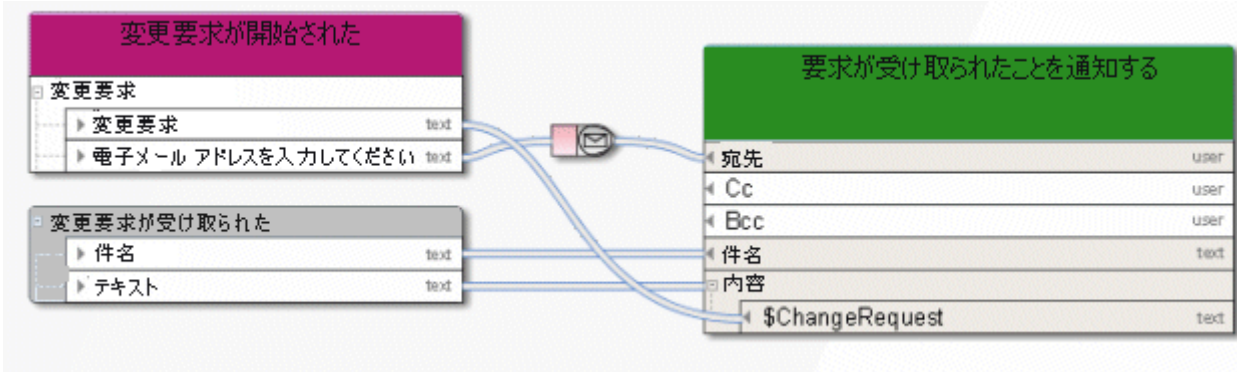 変更要求が開始された
変更要求
変更要求 text
電子メール アドレスを入力してください text
変更要求が受け取られた
件名 text
テキスト text
要求が受け取られたことを通知する
宛先 user
Cc user
Bcc user
件名 text
内容
$ChangeRequest text